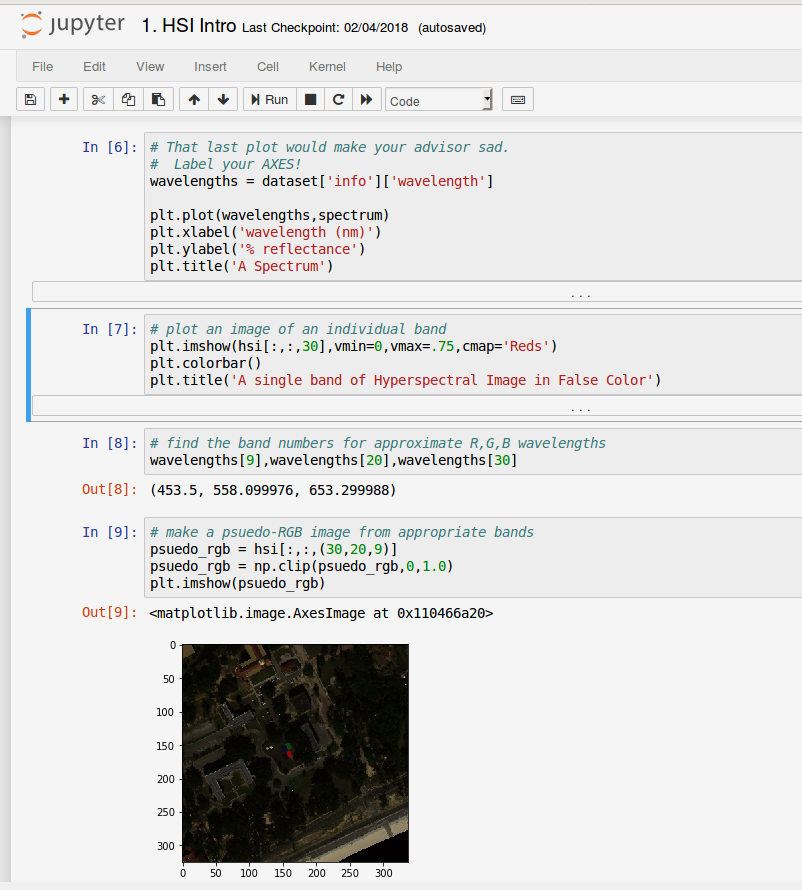 jupyter 1. HSI Intro Last Checkpoint: 02/04/2018 (autosaved)
File Edit View Insert Cell Kernel Help
Run Code
In [6]: # That last plot would make your advisor sad.
#  Label your AXES!
wavelengths = dataset['info']['wavelength']
plt.plot(wavelengths,spectrum)
plt.xlabel('wavelength (nm)')
plt.ylabel('% reflectance')
plt.title('A Spectrum')
...
In [7]: # plot an image of an individual band
plt.imshow(hsi[:,:,30],vmin=0,vmax=.75,cmap='Reds')
plt.colorbar()
plt.title('A single band of Hyperspectral Image in False Color')
...
In [8]: # find the band numbers for approximate R,G,B wavelengths
wavelengths[9],wavelengths[20],wavelengths[30]
Out[8]: (453.5, 558.099976, 653.299988)
In [9]: # make a psuedo-RGB image from appropriate bands
psuedo_rgb = hsi[:,:,(30,20,9)]
psuedo_rgb = np.clip(psuedo_rgb,0,1.0)
plt.imshow(psuedo_rgb)
Out[9]: <matplotlib.image.AxesImage at 0x110466a20>
0
50
100
150
200
250
300
0 50 100 150 200 250 300